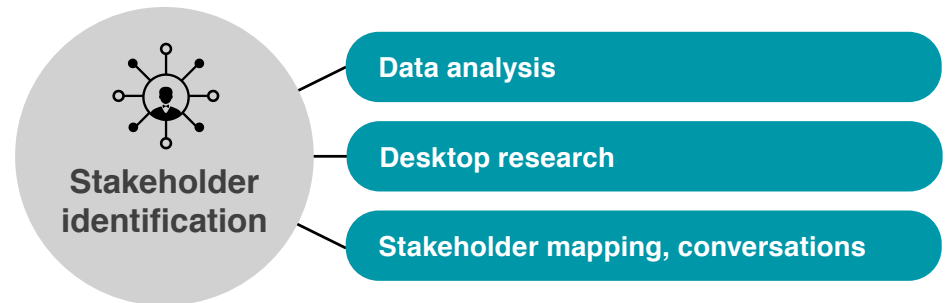 Stakeholder
identification
Data analysis
Desktop research
Stakeholder mapping, conversations